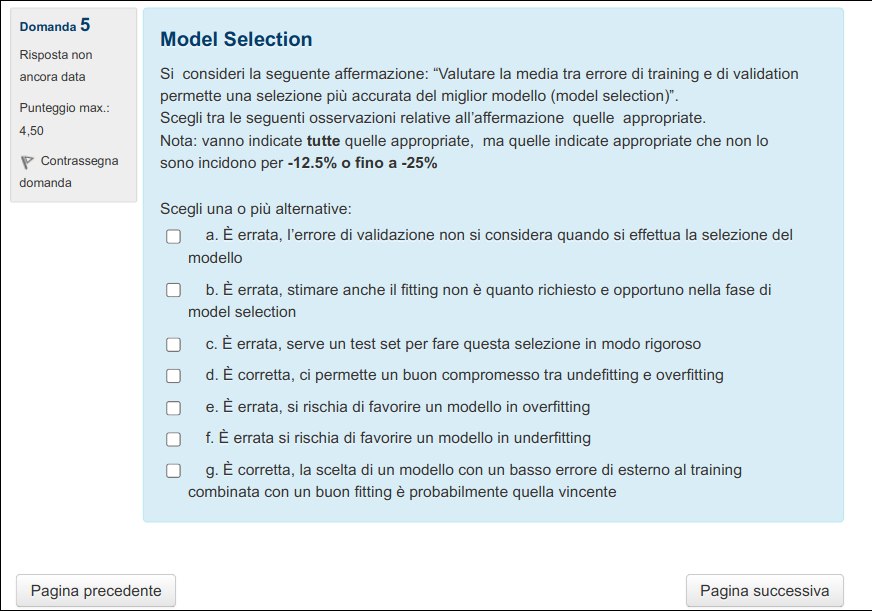 Domanda 5
Risposta non
ancora data
Punteggio max.:
4,50
Contrassegna
domanda
Model Selection
Si consideri la seguente affermazione: “Valutare la media tra errore di training e di validation
permette una selezione più accurata del miglior modello (model selection)”.
Scegli tra le seguenti osservazioni relative all’affermazione quelle appropriate.
Nota: vanno indicate tutte quelle appropriate, ma quelle indicate appropriate che non lo
sono incidono per -12.5% o fino a -25%
Scegli una o più alternative:
a. È errata, l’errore di validazione non si considera quando si effettua la selezione del
modello
b. È errata, stimare anche il fitting non è quanto richiesto e opportuno nella fase di
model selection
c. È errata, serve un test set per fare questa selezione in modo rigoroso
d. È corretta, ci permette un buon compromesso tra undefitting e overfitting
e. È errata, si rischia di favorire un modello in overfitting
f. È errata si rischia di favorire un modello in underfitting
g. È corretta, la scelta di un modello con un basso errore di esterno al training
combinata con un buon fitting è probabilmente quella vincente
Pagina precedente
Pagina successiva